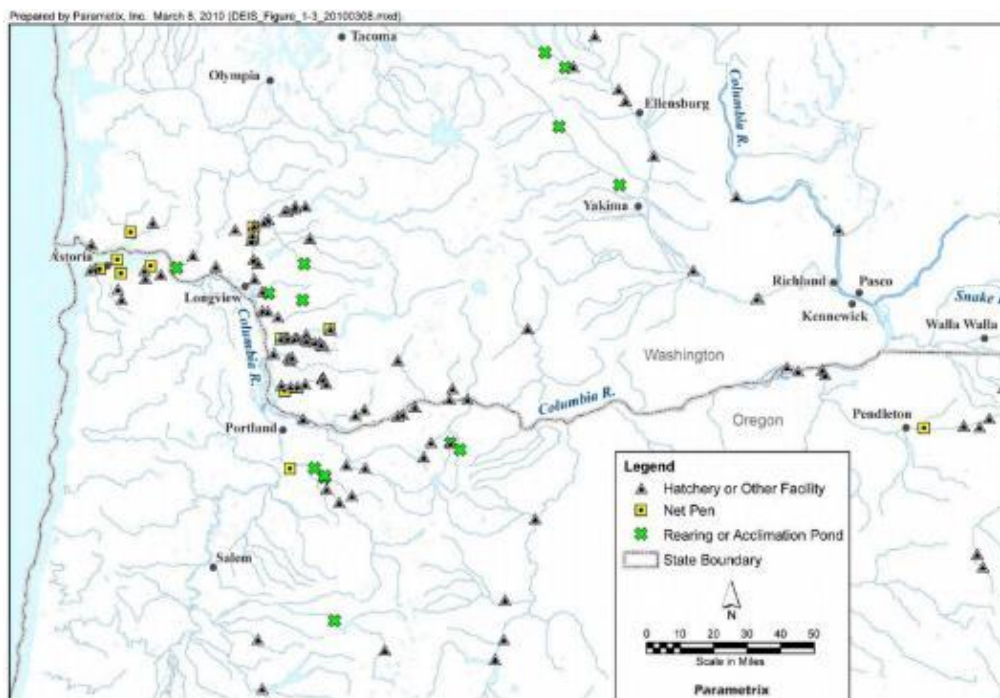 Prepared by Parametix, Inc. March 8, 2010 (DEIS_Figure_1-3_20100308.mxd)
Tacoma
Olympia
Ellensburg
Columbia R.
Yakima
Astoria
Longview
Richland
Pasco
Kennewick
Snake
Walla Walla
Columbia R.
Washington
Columbia R.
Oregon
Portland
Pendleton
Salem
Legend
Hatchery or Other Facility
Net Pen
Rearing or Acclimation Pond
State Boundary
N
0 10 20 30 40 50
Scale in Miles
Parametrix